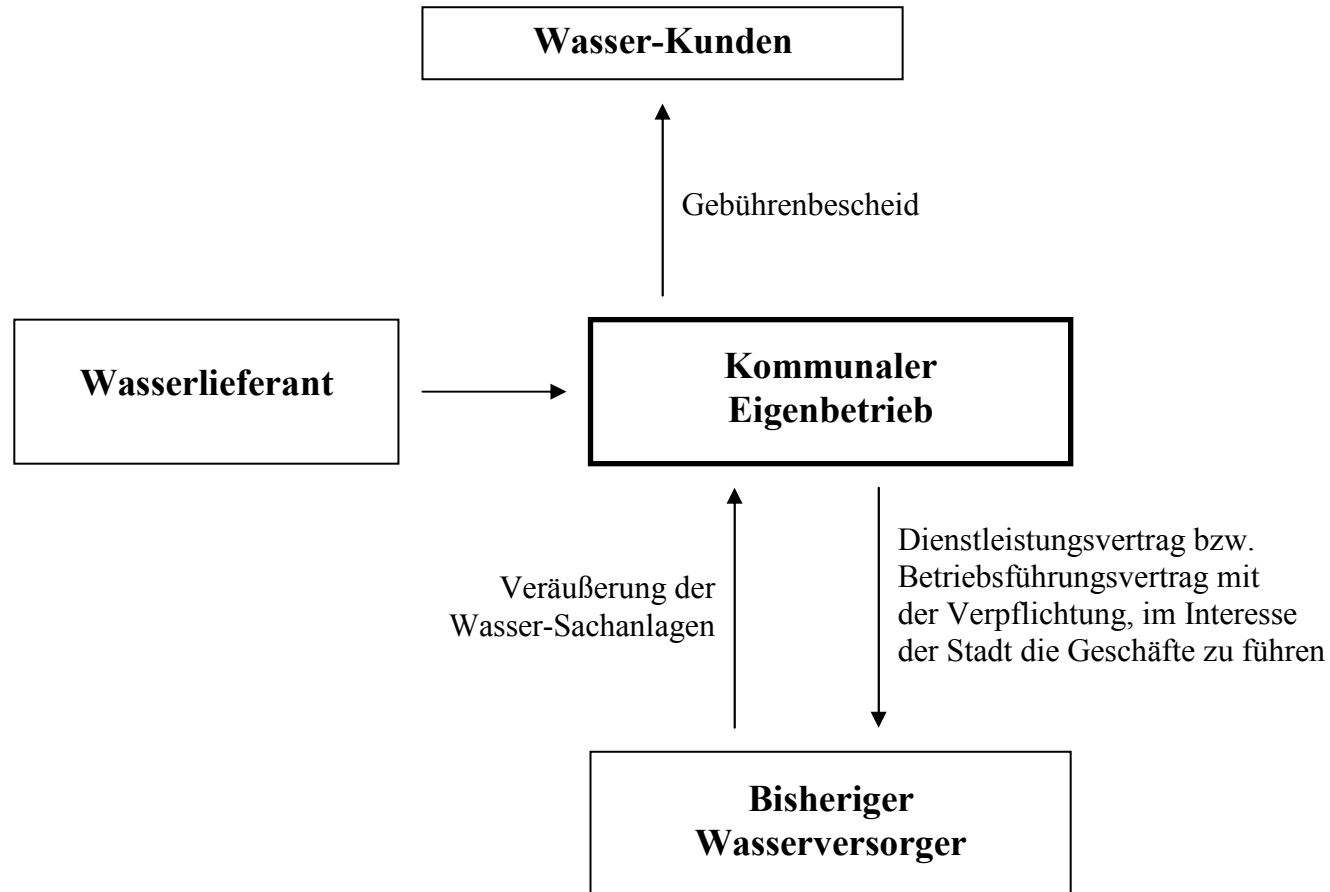 Wasser-Kunden
Gebührenbescheid
Wasserlieferant
Kommunaler
Eigenbetrieb
Veräußerung der
Wasser-Sachanlagen
Dienstleistungsvertrag bzw.
Betriebsführungsvertrag mit
der Verpflichtung, im Interesse
der Stadt die Geschäfte zu führen
Bisheriger
Wasserversorger